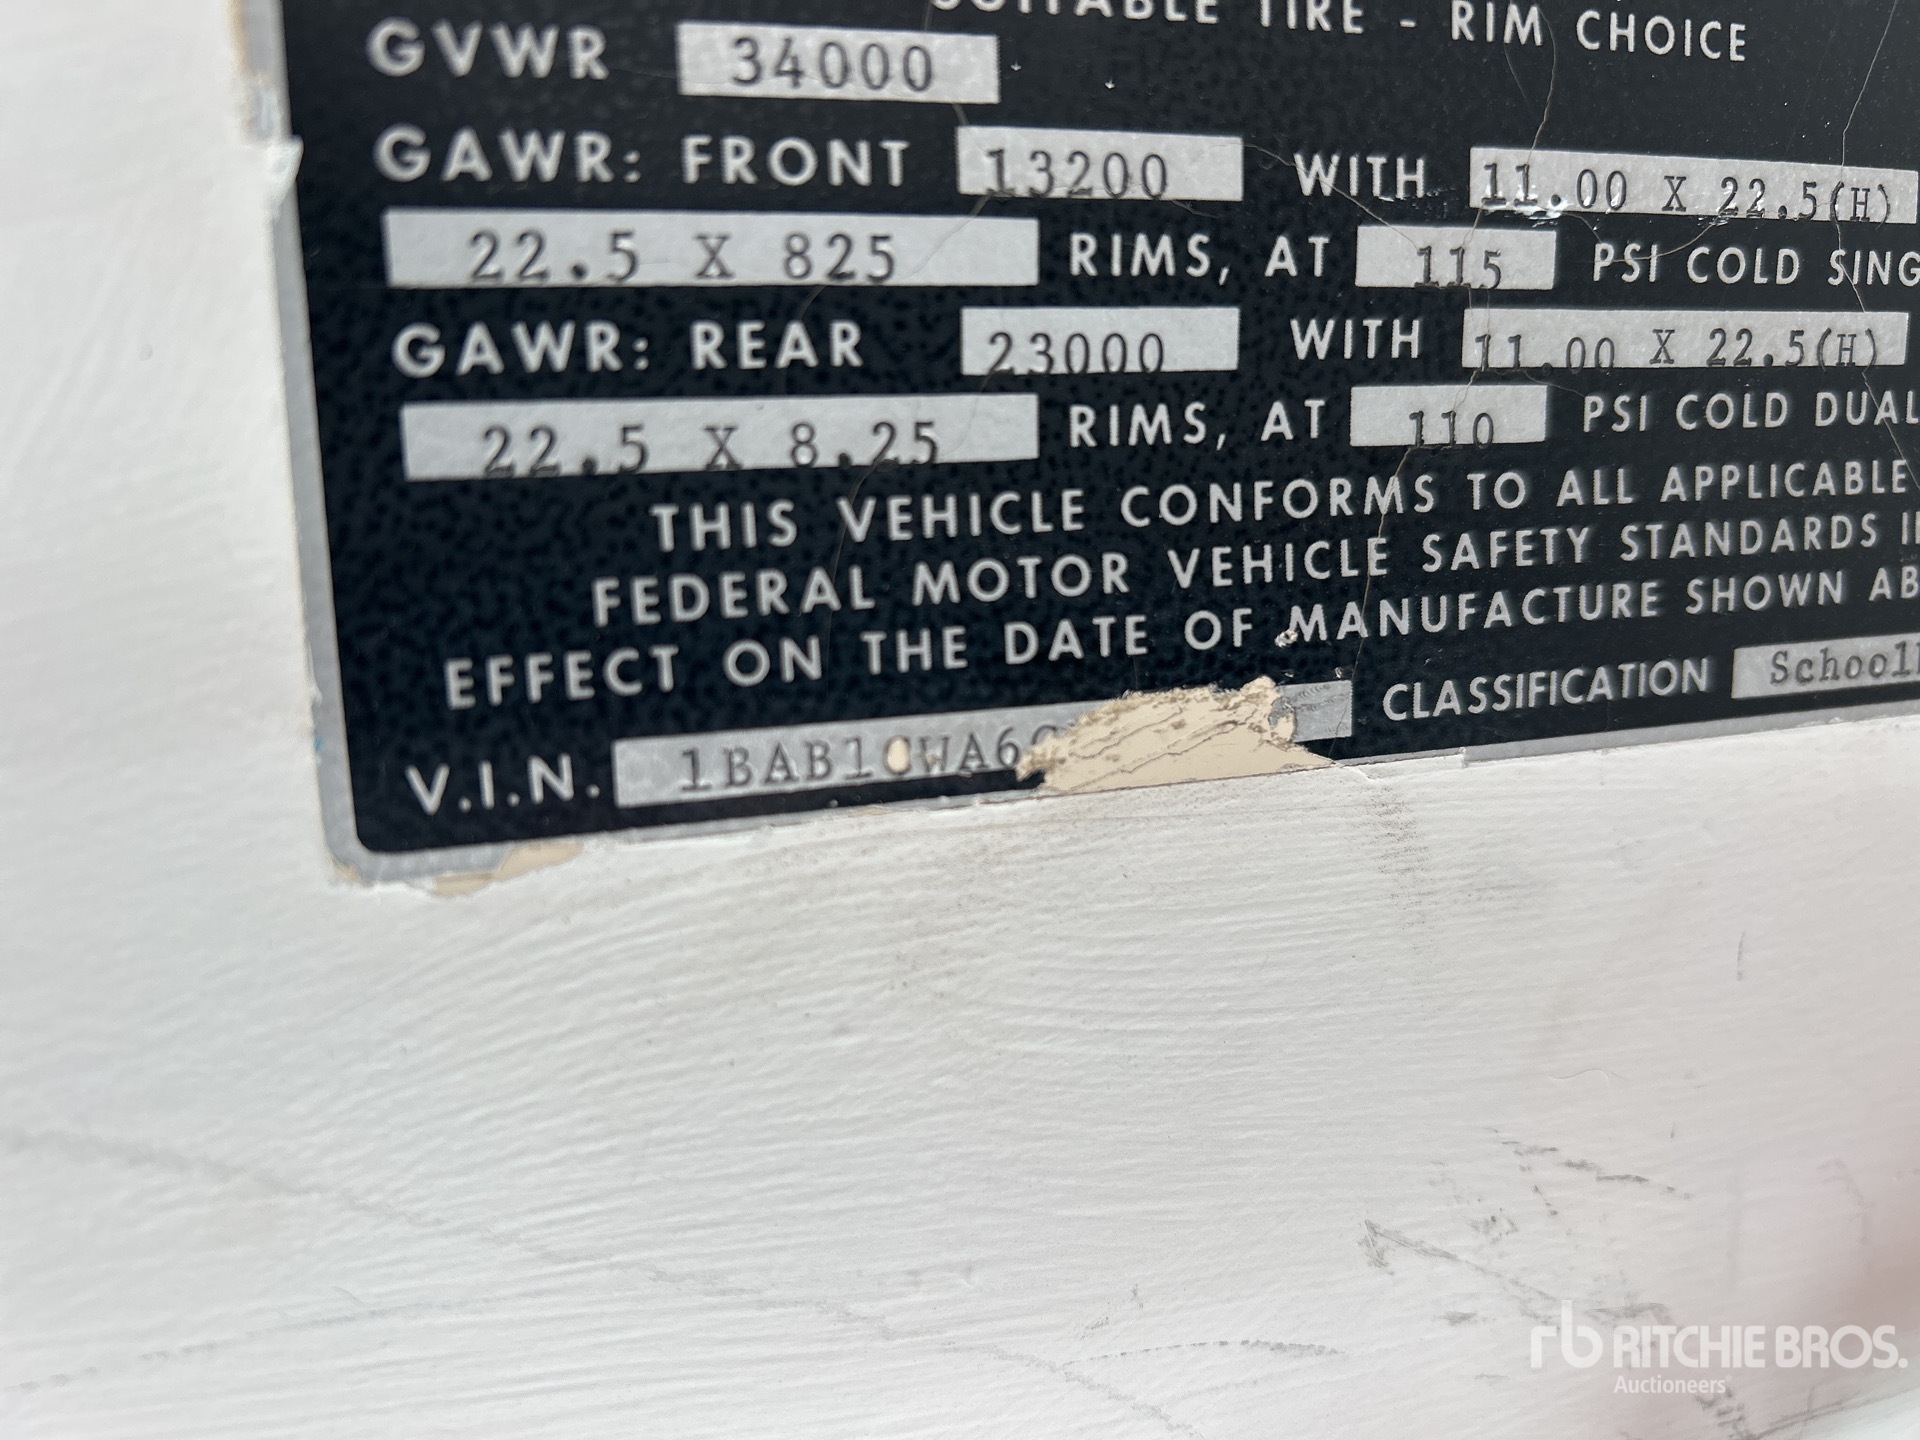 SUITABLE TIRE - RIM CHOICE
GVWR 34000
GAWR: FRONT 13200 WITH 11.00 X 22.5(H)
22.5 X 825 RIMS, AT 115 PSI COLD SING
GAWR: REAR 23000 WITH 11.00 X 22.5(H)
22.5 X 8.25 RIMS, AT 110 PSI COLD DUAL
THIS VEHICLE CONFORMS TO ALL APPLICABLE
FEDERAL MOTOR VEHICLE SAFETY STANDARDS I
EFFECT ON THE DATE OF MANUFACTURE SHOWN AB
V.I.N. 1BAB1CWA6 CLASSIFICATION School
rb RITCHIE BROS.
Auctioneers